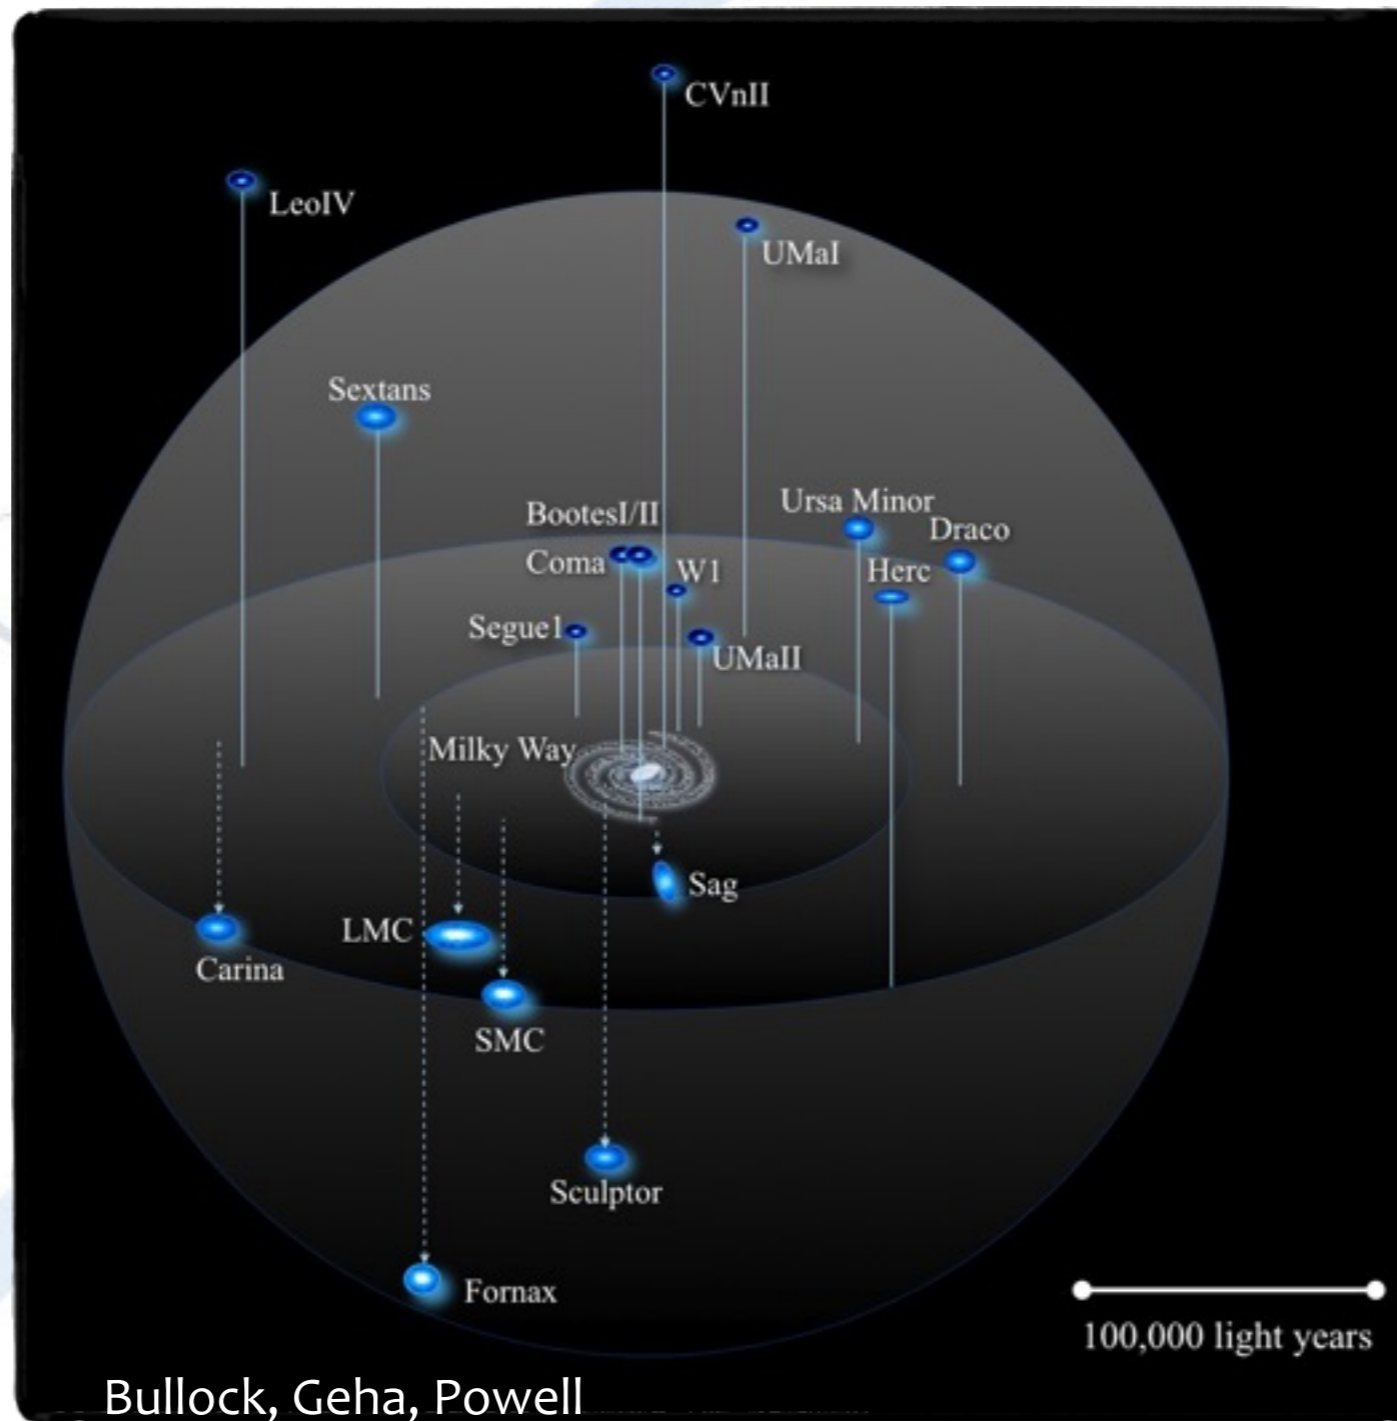 CVnII
LeoIV
UMaI
Sextans
BootesI/II
Ursa Minor
Draco
Coma
W1
Herc
Segue1
UMaII
Milky Way
Sag
LMC
Carina
SMC
Sculptor
Fornax
100,000 light years
Bullock, Geha, Powell